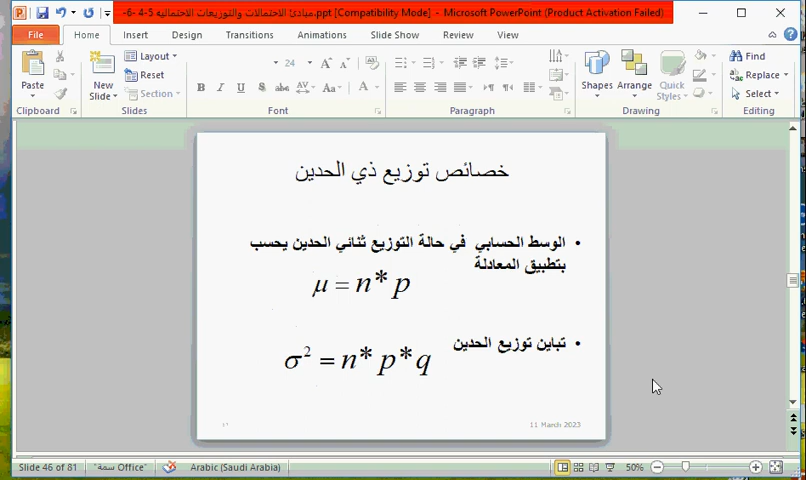 مبادئ الاحتمالات والتوزيعات الاحتماليه 5-4 -6-.ppt [Compatibility Mode] - Microsoft PowerPoint (Product Activation Failed)
File Home Insert Design Transitions Animations Slide Show Review View
Paste
New Slide
Layout
Reset
Section
24
Shapes Arrange Quick Styles
Find
Replace
Select
Clipboard Slides Font Paragraph Drawing Editing
خصائص توزيع ذي الحدين
• الوسط الحسابي في حالة التوزيع ثنائي الحدين يحسب
بتطبيق المعادلة
μ = n* p
• تباين توزيع الحدين
σ² = n* p * q
11 March 2023
Slide 46 of 81 "سمة Office" Arabic (Saudi Arabia) 50%